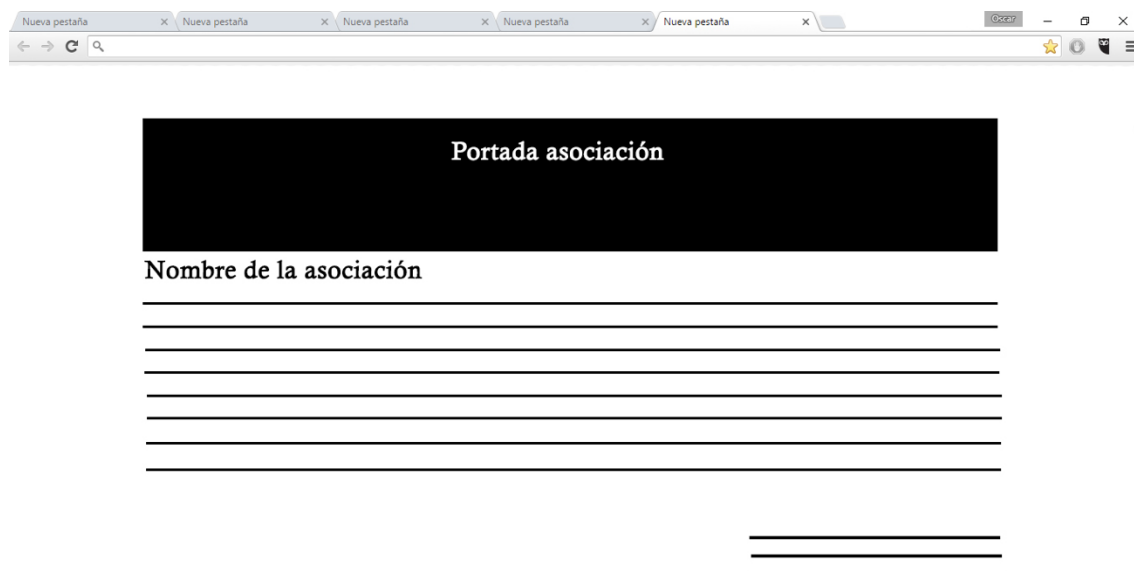 Nueva pestaña Nueva pestaña Nueva pestaña Nueva pestaña Nueva pestaña Oscar
Portada asociación
Nombre de la asociación